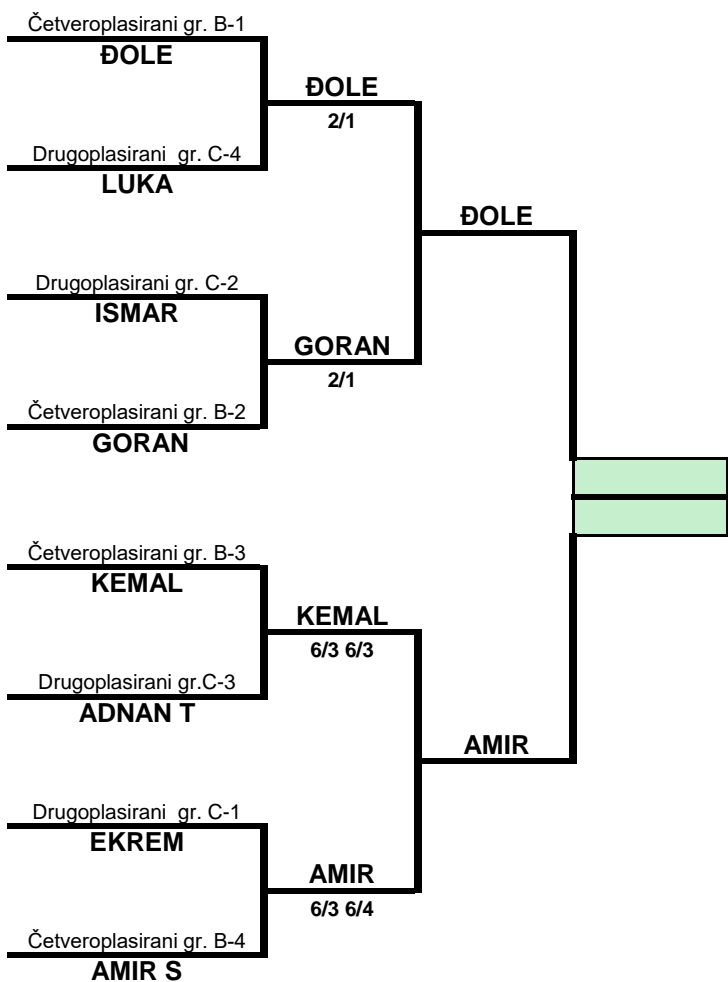 Četveroplasirani gr. B-1
ĐOLE
ĐOLE
2/1
Drugoplasirani gr. C-4
LUKA
ĐOLE
Drugoplasirani gr. C-2
ISMAR
GORAN
2/1
Četveroplasirani gr. B-2
GORAN
Četveroplasirani gr. B-3
KEMAL
KEMAL
6/3 6/3
Drugoplasirani gr.C-3
ADNAN T
AMIR
Drugoplasirani gr. C-1
EKREM
AMIR
6/3 6/4
Četveroplasirani gr. B-4
AMIR S